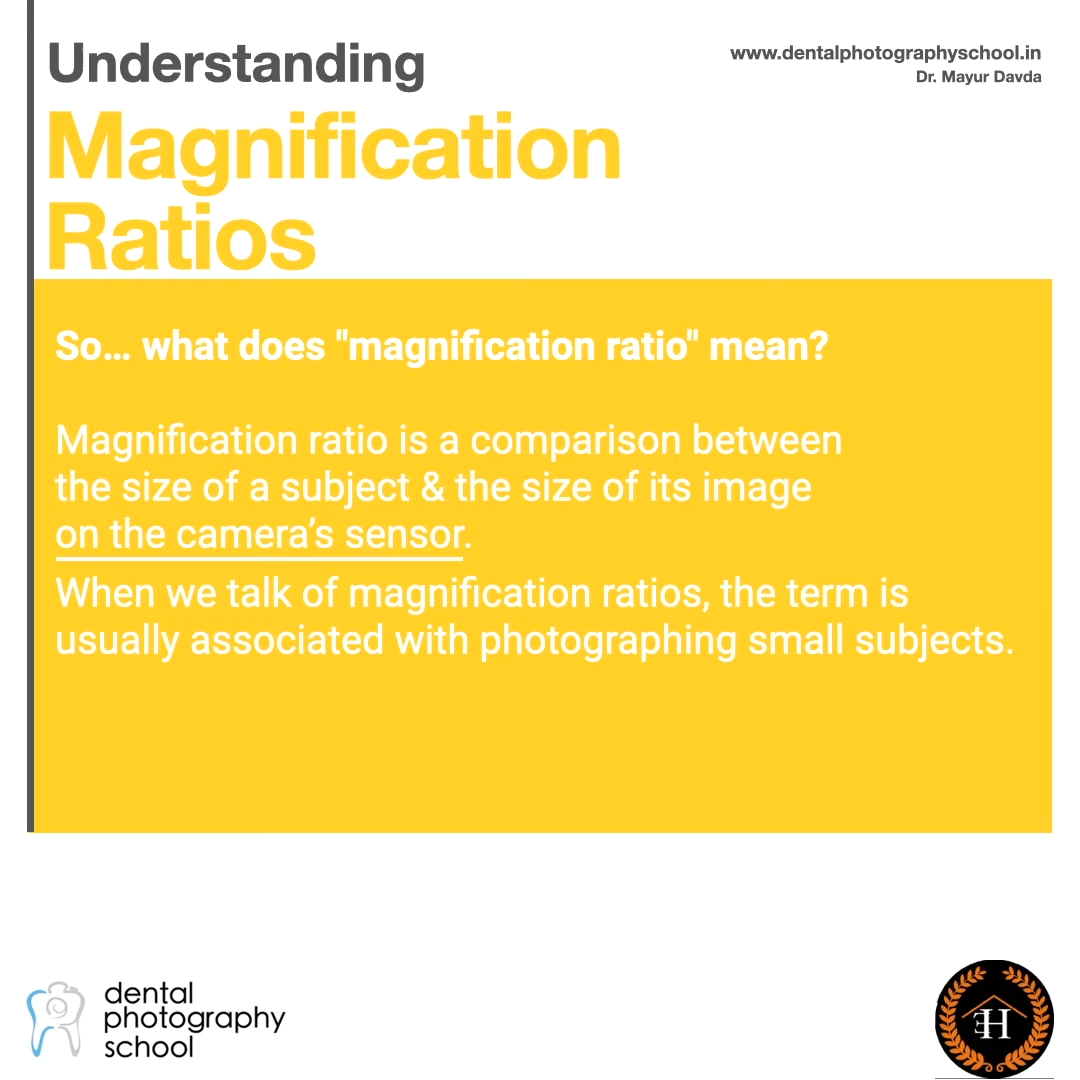 Understanding
www.dentalphotographyschool.in
Dr. Mayur Davda
Magnification
Ratios
So... what does "magnification ratio" mean?
Magnification ratio is a comparison between
the size of a subject & the size of its image
on the camera’s sensor.
When we talk of magnification ratios, the term is
usually associated with photographing small subjects.
dental
photography
school